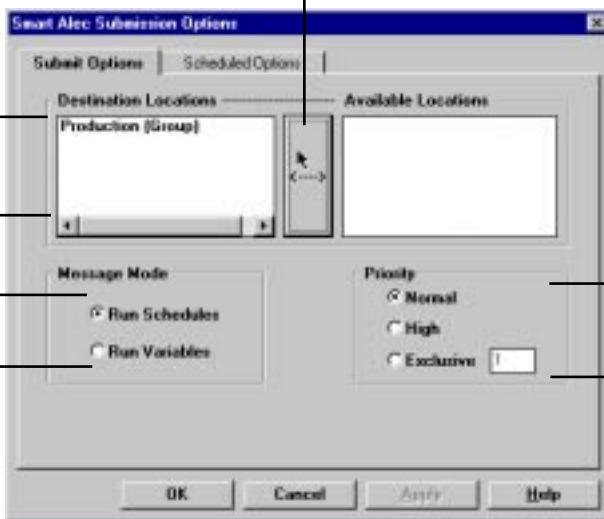 Smart Alec Submission Options
Submit Options
Scheduled Options
Destination Locations
Available Locations
Production (Group)
<---->
Message Mode
Run Schedules
Run Variables
Priority
Normal
High
Exclusive 1
OK
Cancel
Apply
Help